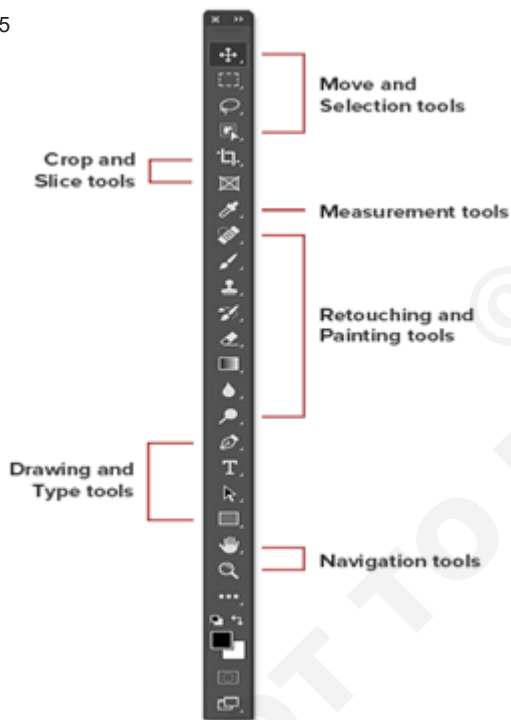 5
Move and
Selection tools
Crop and
Slice tools
Measurement tools
Retouching and
Painting tools
Drawing and
Type tools
Navigation tools